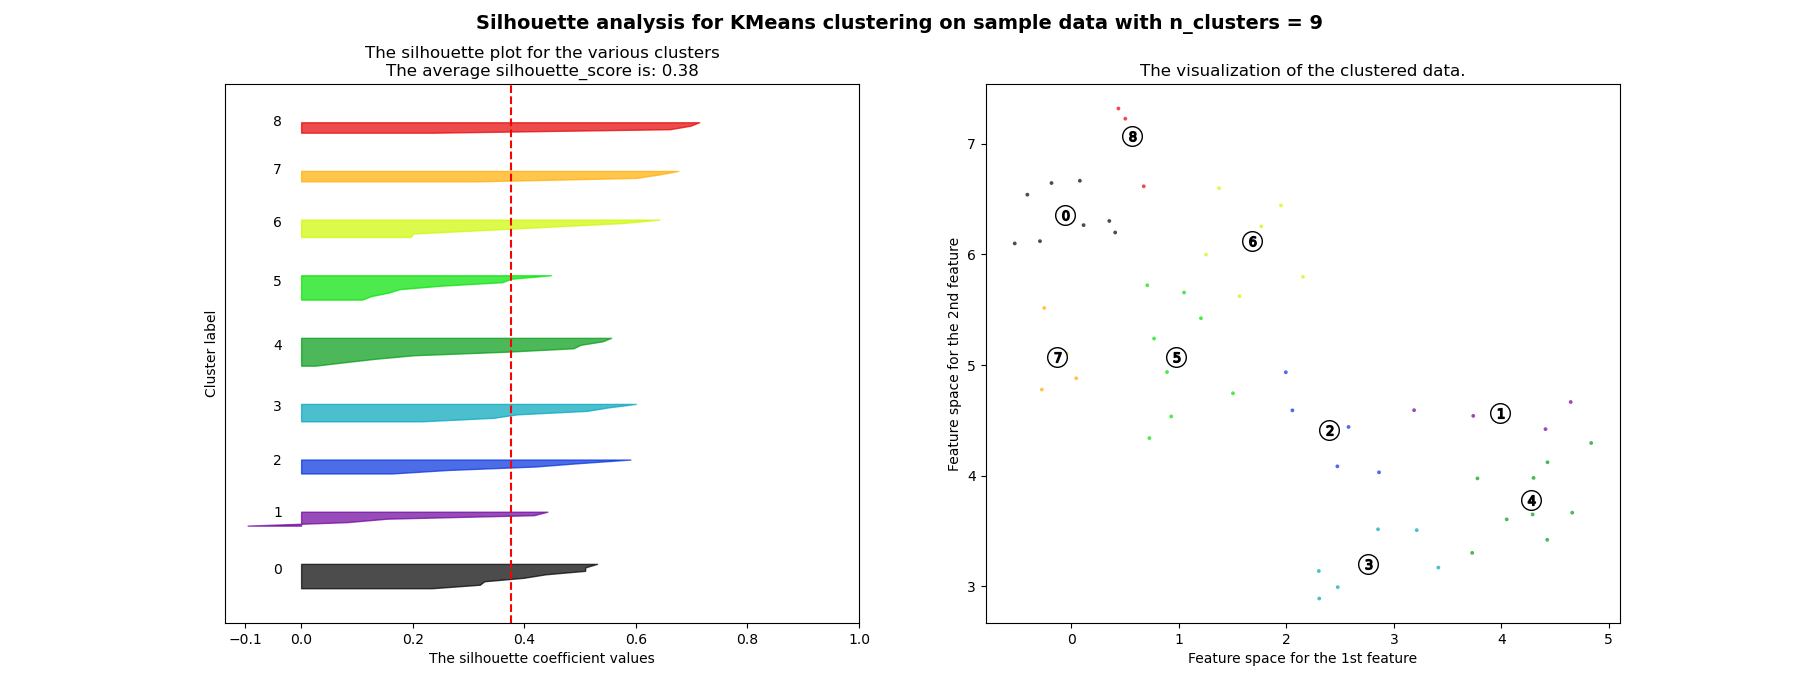 Silhouette analysis for KMeans clustering on sample data with n_clusters = 9
The silhouette plot for the various clusters
The average silhouette_score is: 0.38
Cluster label
8
7
6
5
4
3
2
1
0
−0.1 0.0 0.2 0.4 0.6 0.8 1.0
The silhouette coefficient values
The visualization of the clustered data.
Feature space for the 2nd feature
7
6
5
4
3
8
0
6
7
5
1
2
4
3
0 1 2 3 4 5
Feature space for the 1st feature